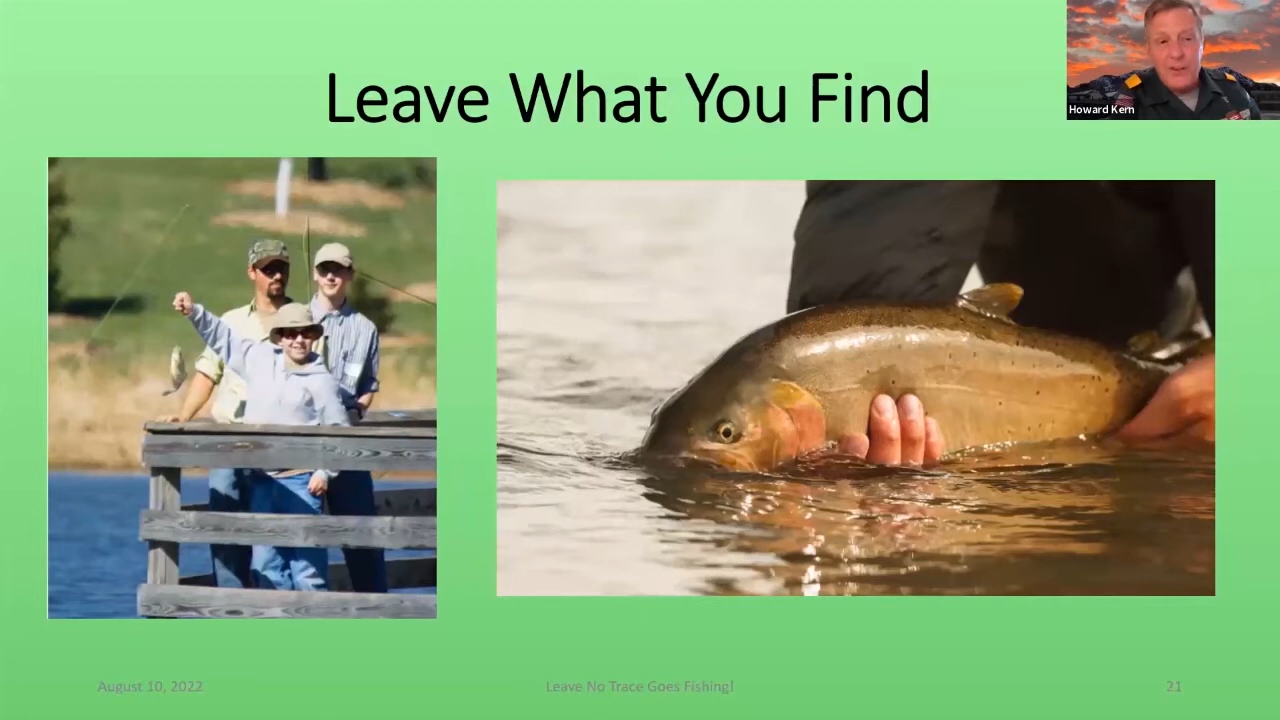 Leave What You Find
Howard Kern
August 10, 2022
Leave No Trace Goes Fishing!
21